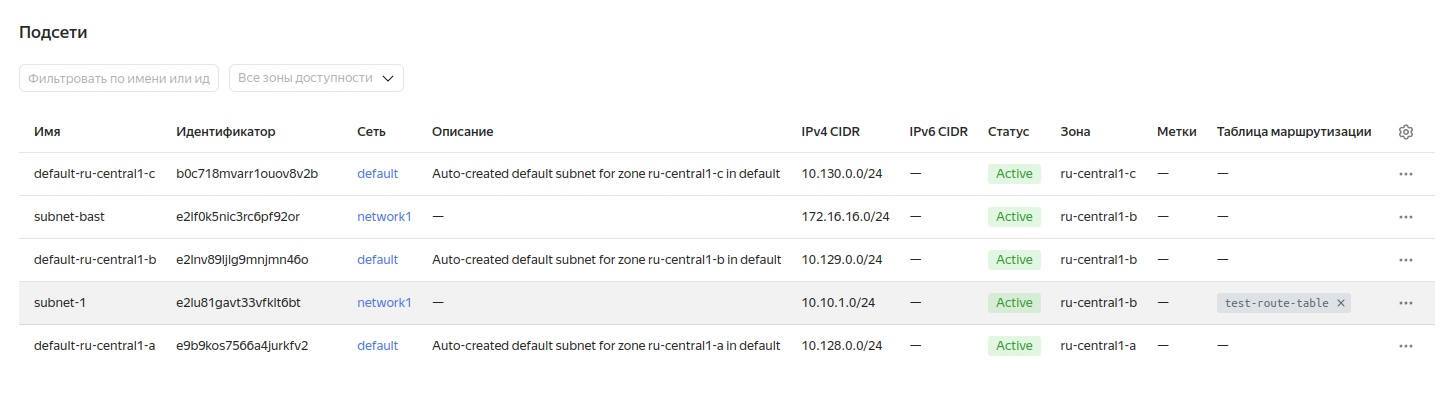 Подсети
Фильтровать по имени или ид Все зоны доступности
Имя Идентификатор Сеть Описание IPv4 CIDR IPv6 CIDR Статус Зона Метки Таблица маршрутизации
default-ru-central1-c b0c718mvarr1ouov8v2b default Auto-created default subnet for zone ru-central1-c in default 10.130.0.0/24 — Active ru-central1-c — —
subnet-bast e2lf0k5nic3rc6pf92or network1 — 172.16.16.0/24 — Active ru-central1-b — —
default-ru-central1-b e2lnv89ljlg9mnjmn46o default Auto-created default subnet for zone ru-central1-b in default 10.129.0.0/24 — Active ru-central1-b — —
subnet-1 e2lu81gavt33vfklt6bt network1 — 10.10.1.0/24 — Active ru-central1-b — test-route-table ×
default-ru-central1-a e9b9kos7566a4jurkfv2 default Auto-created default subnet for zone ru-central1-a in default 10.128.0.0/24 — Active ru-central1-a — —